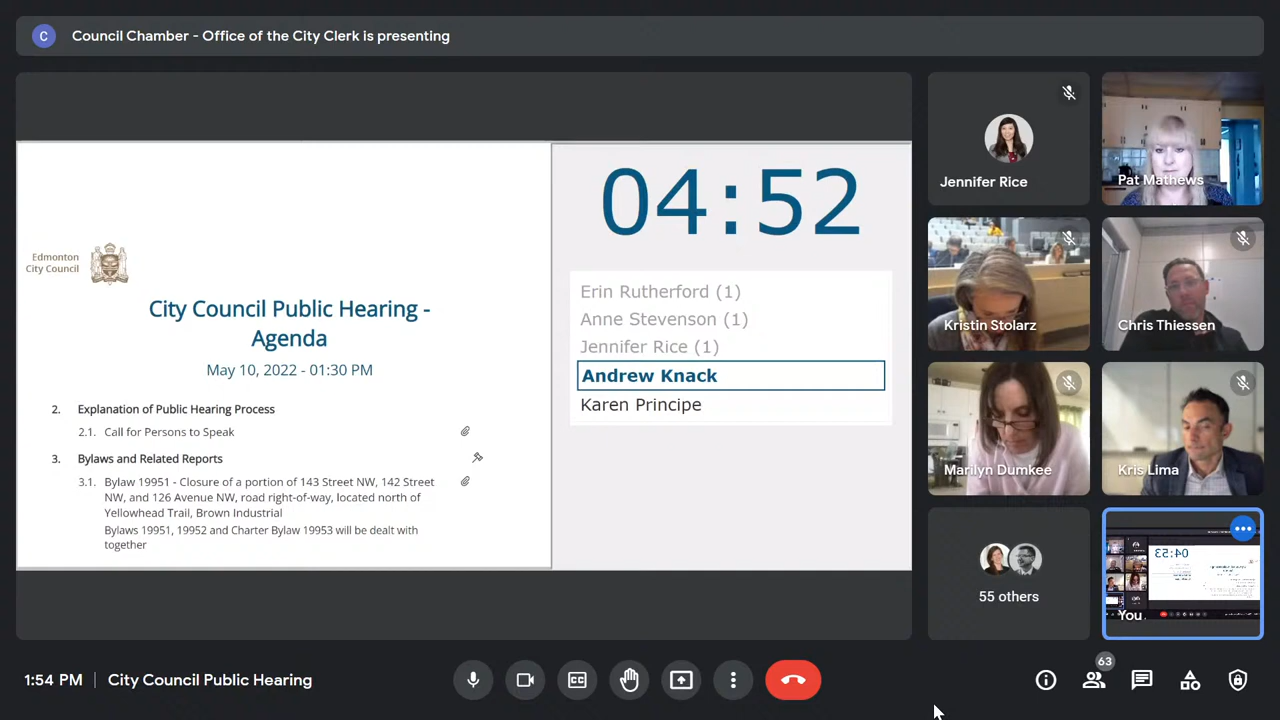 C
Council Chamber - Office of the City Clerk is presenting
Edmonton
City Council
City Council Public Hearing -
Agenda
May 10, 2022 - 01:30 PM
2. Explanation of Public Hearing Process
2.1. Call for Persons to Speak
3. Bylaws and Related Reports
3.1. Bylaw 19951 - Closure of a portion of 143 Street NW, 142 Street
NW, and 126 Avenue NW, road right-of-way, located north of
Yellowhead Trail, Brown Industrial
Bylaws 19951, 19952 and Charter Bylaw 19953 will be dealt with
together
04:52
Erin Rutherford (1)
Anne Stevenson (1)
Jennifer Rice (1)
Andrew Knack
Karen Principe
Jennifer Rice
Pat Mathews
Kristin Stolarz
Chris Thiessen
Marilyn Dumkee
Kris Lima
55 others
04:53
You
1:54 PM | City Council Public Hearing
CC
63